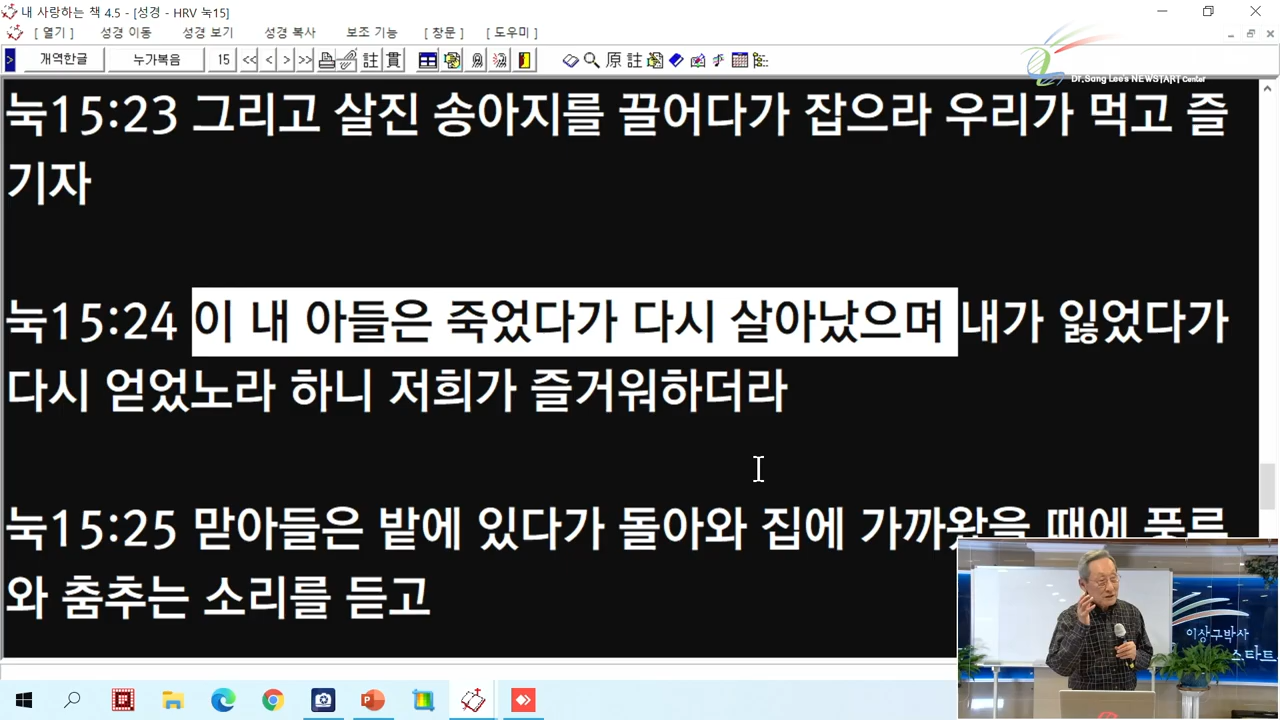 내 사랑하는 책 4.5 - [성경 - HRV 눅15]
[ 열기 ] 성경 이동 성경 보기 성경 복사 보조 기능 [ 창문 ] [ 도우미 ]
개역한글 누가복음 15 << < > >> 註 貫 原 註
Dr.Sang Lee's NEWSTART Center
눅15:23 그리고 살진 송아지를 끌어다가 잡으라 우리가 먹고 즐
기자
눅15:24 이 내 아들은 죽었다가 다시 살아났으며 내가 잃었다가
다시 얻었노라 하니 저희가 즐거워하더라
눅15:25 맏아들은 밭에 있다가 돌아와 집에 가까왔을 때에 풍류
와 춤추는 소리를 듣고
이상구박사
스타트